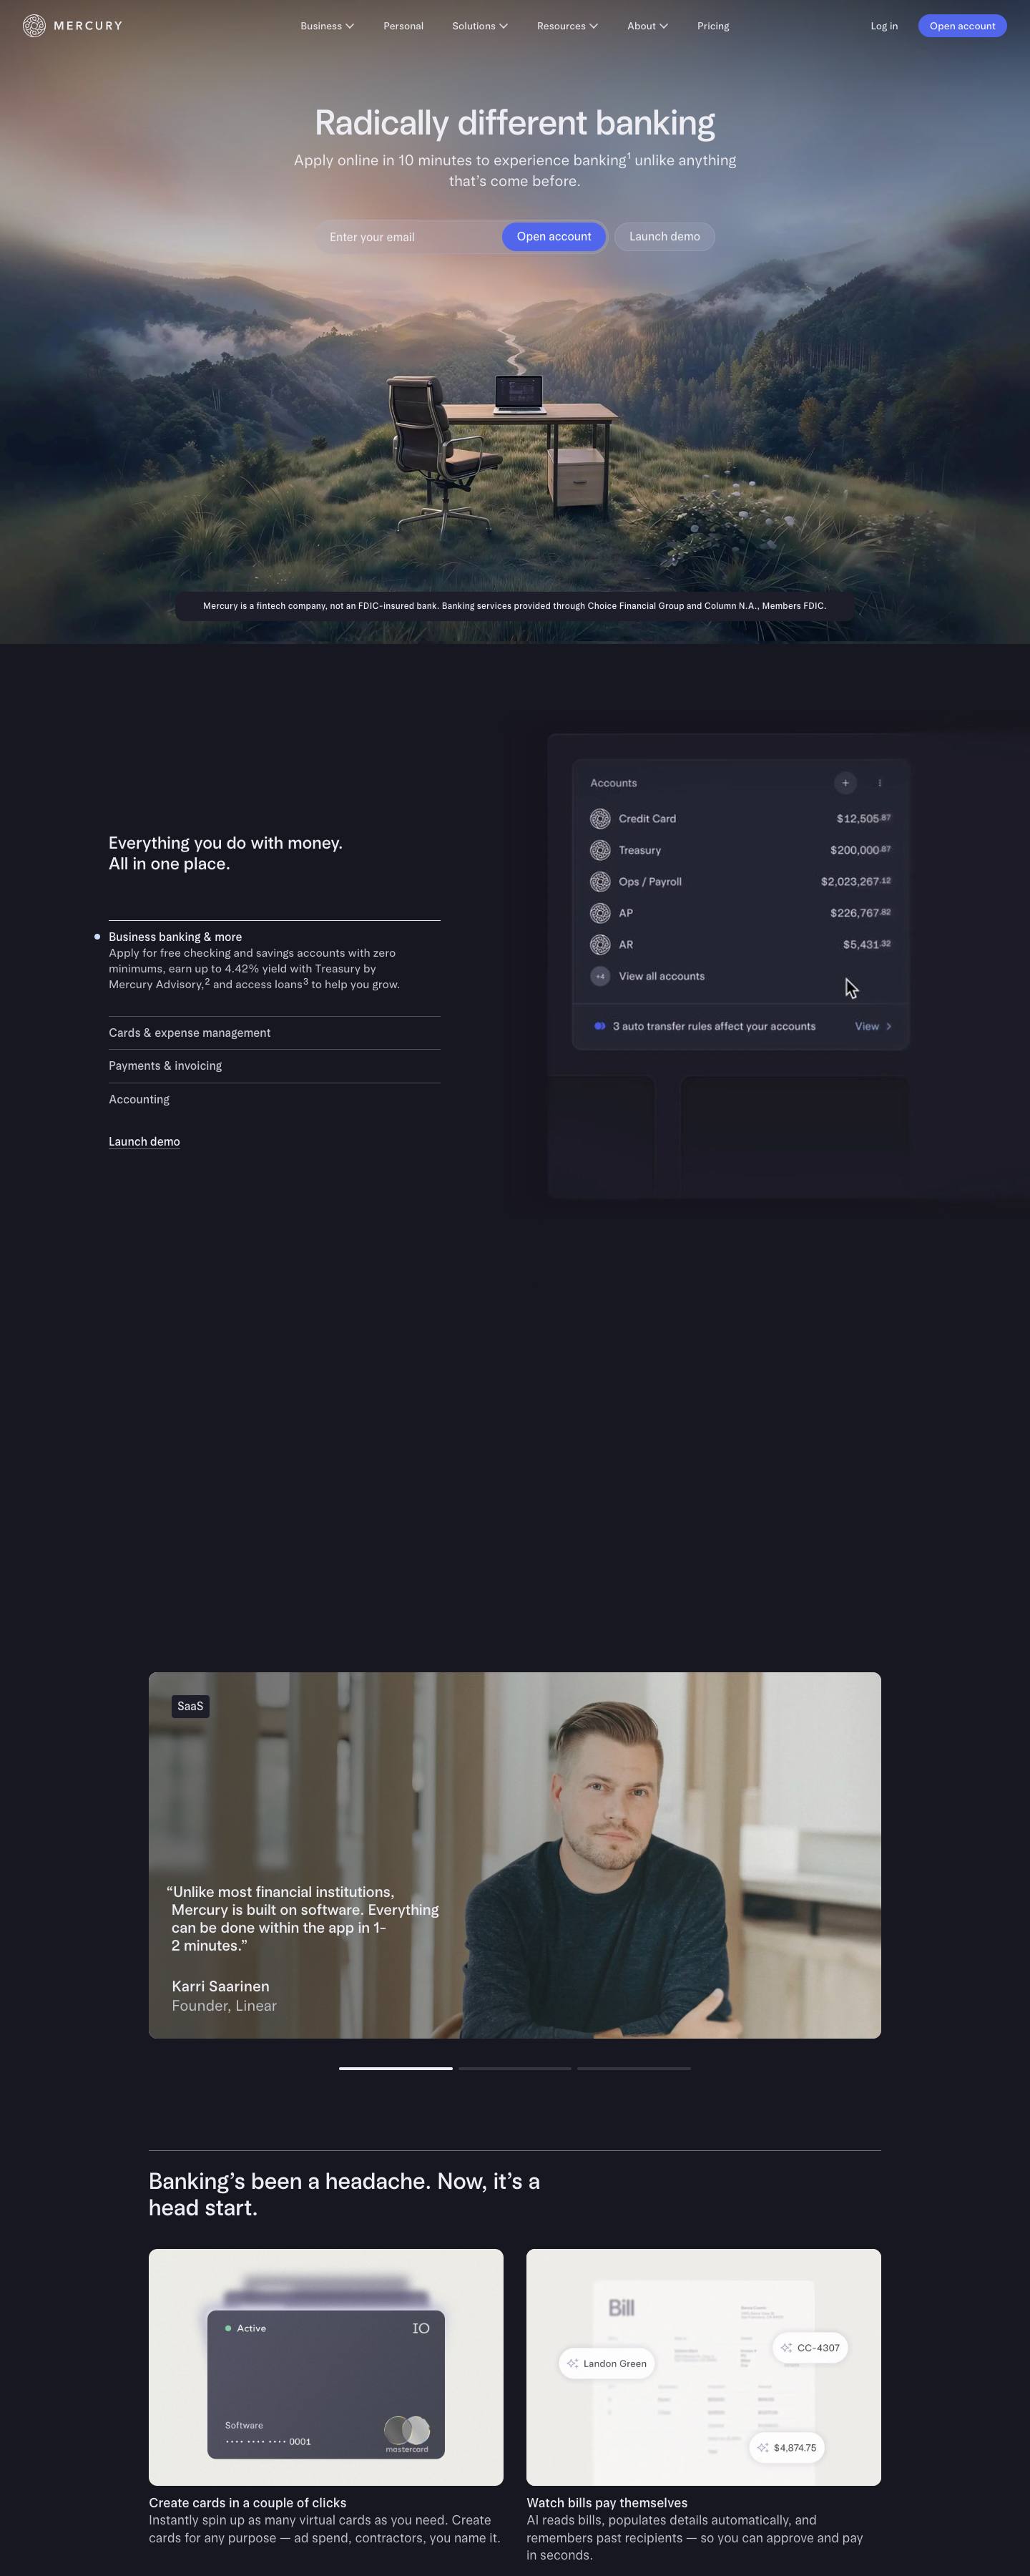 MERCURY
Business
Personal
Solutions
Resources
About
Pricing
Log in
Open account
Radically different banking
Apply online in 10 minutes to experience banking¹ unlike anything
that's come before.
Enter your email
Open account
Launch demo
Mercury is a fintech company, not an FDIC-insured bank. Banking services provided through Choice Financial Group and Column N.A., Members FDIC.
Everything you do with money.
All in one place.
Business banking & more
Apply for free checking and savings accounts with zero
minimums, earn up to 4.42% yield with Treasury by
Mercury Advisory,² and access loans³ to help you grow.
Cards & expense management
Payments & invoicing
Accounting
Launch demo
Accounts
Credit Card $12,505.87
Treasury $200,000.87
Ops / Payroll $2,023,267.12
AP $226,767.82
AR $5,431.32
+4 View all accounts
3 auto transfer rules affect your accounts View
SaaS
“Unlike most financial institutions,
Mercury is built on software. Everything
can be done within the app in 1-
2 minutes.”
Karri Saarinen
Founder, Linear
Banking’s been a headache. Now, it’s a
head start.
Active IO
Software
•••• •••• •••• 0001
mastercard
Create cards in a couple of clicks
Instantly spin up as many virtual cards as you need. Create
cards for any purpose — ad spend, contractors, you name it.
Bill
CC-4307
Landon Green
$4,874.75
Watch bills pay themselves
AI reads bills, populates details automatically, and
remembers past recipients — so you can approve and pay
in seconds.